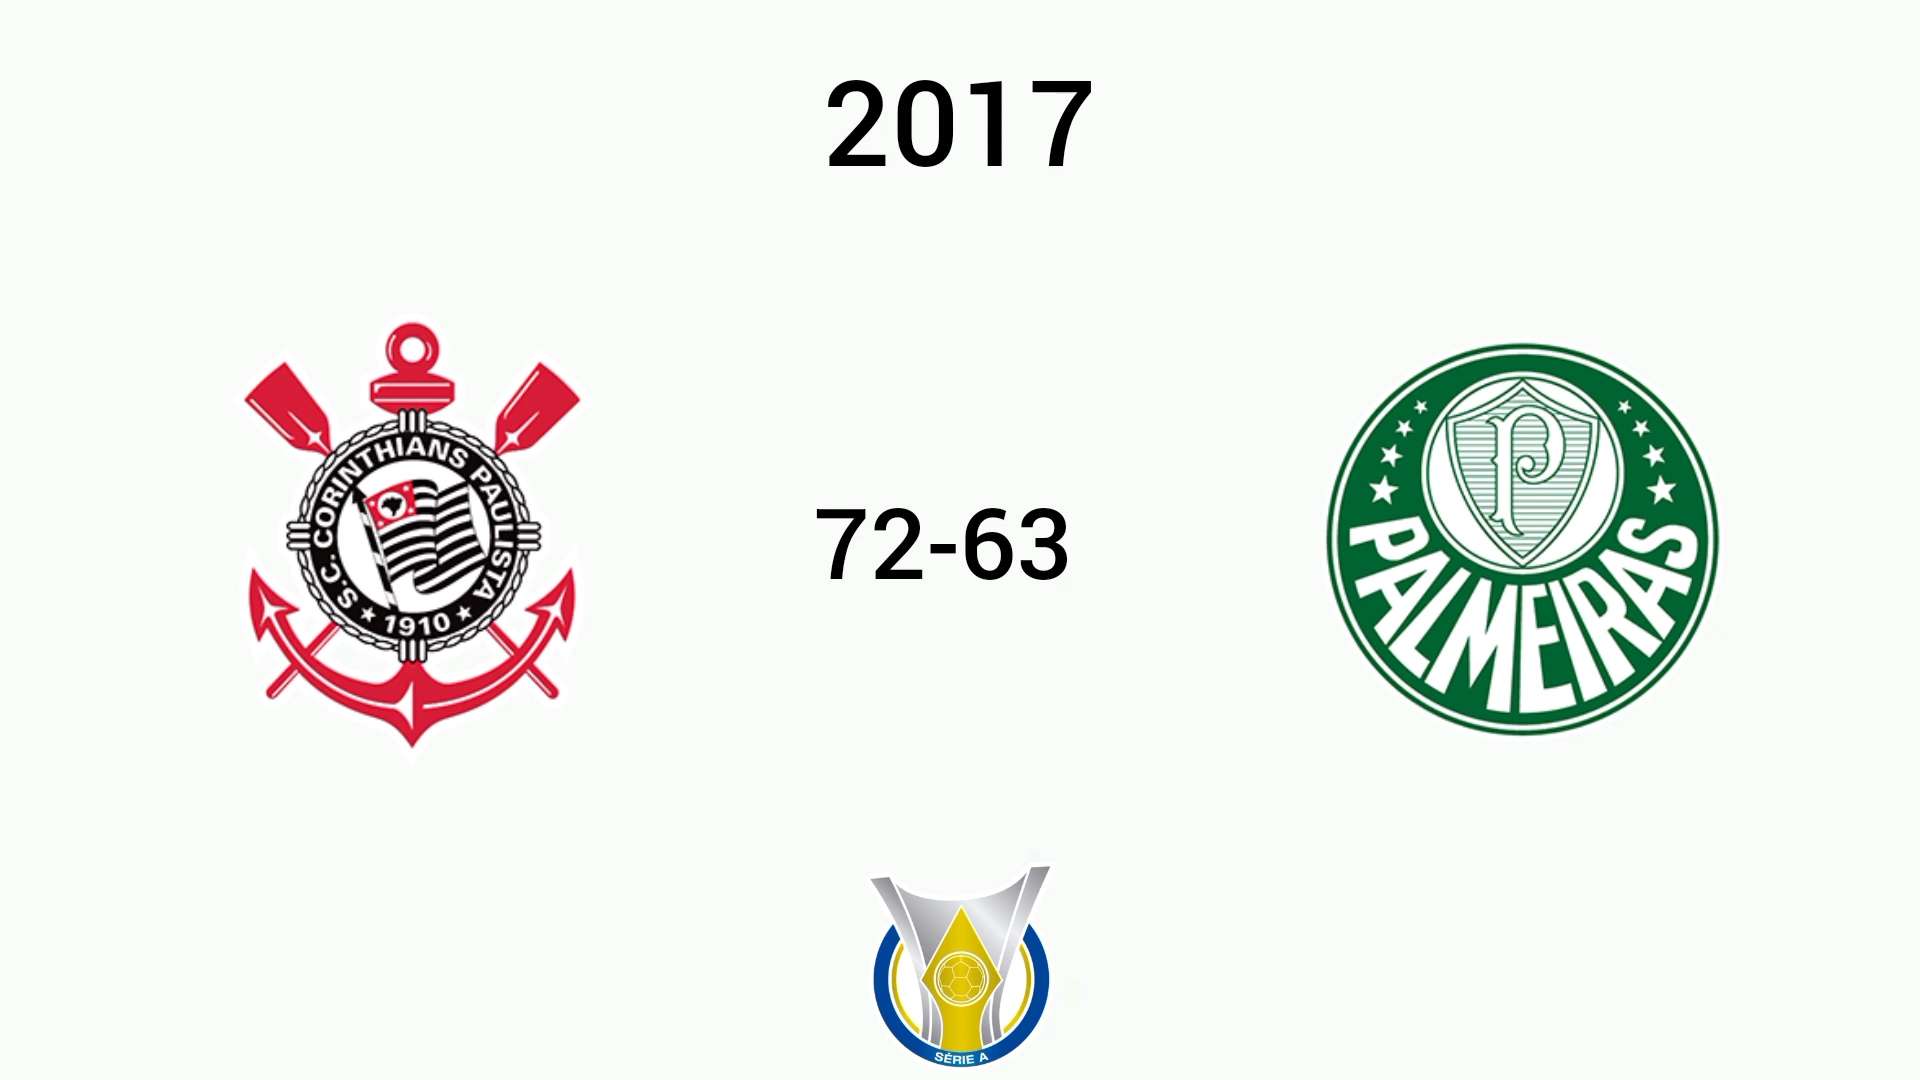 2017
S.C. CORINTHIANS PAULISTA
1910
72-63
P
PALMEIRAS
SÉRIE A